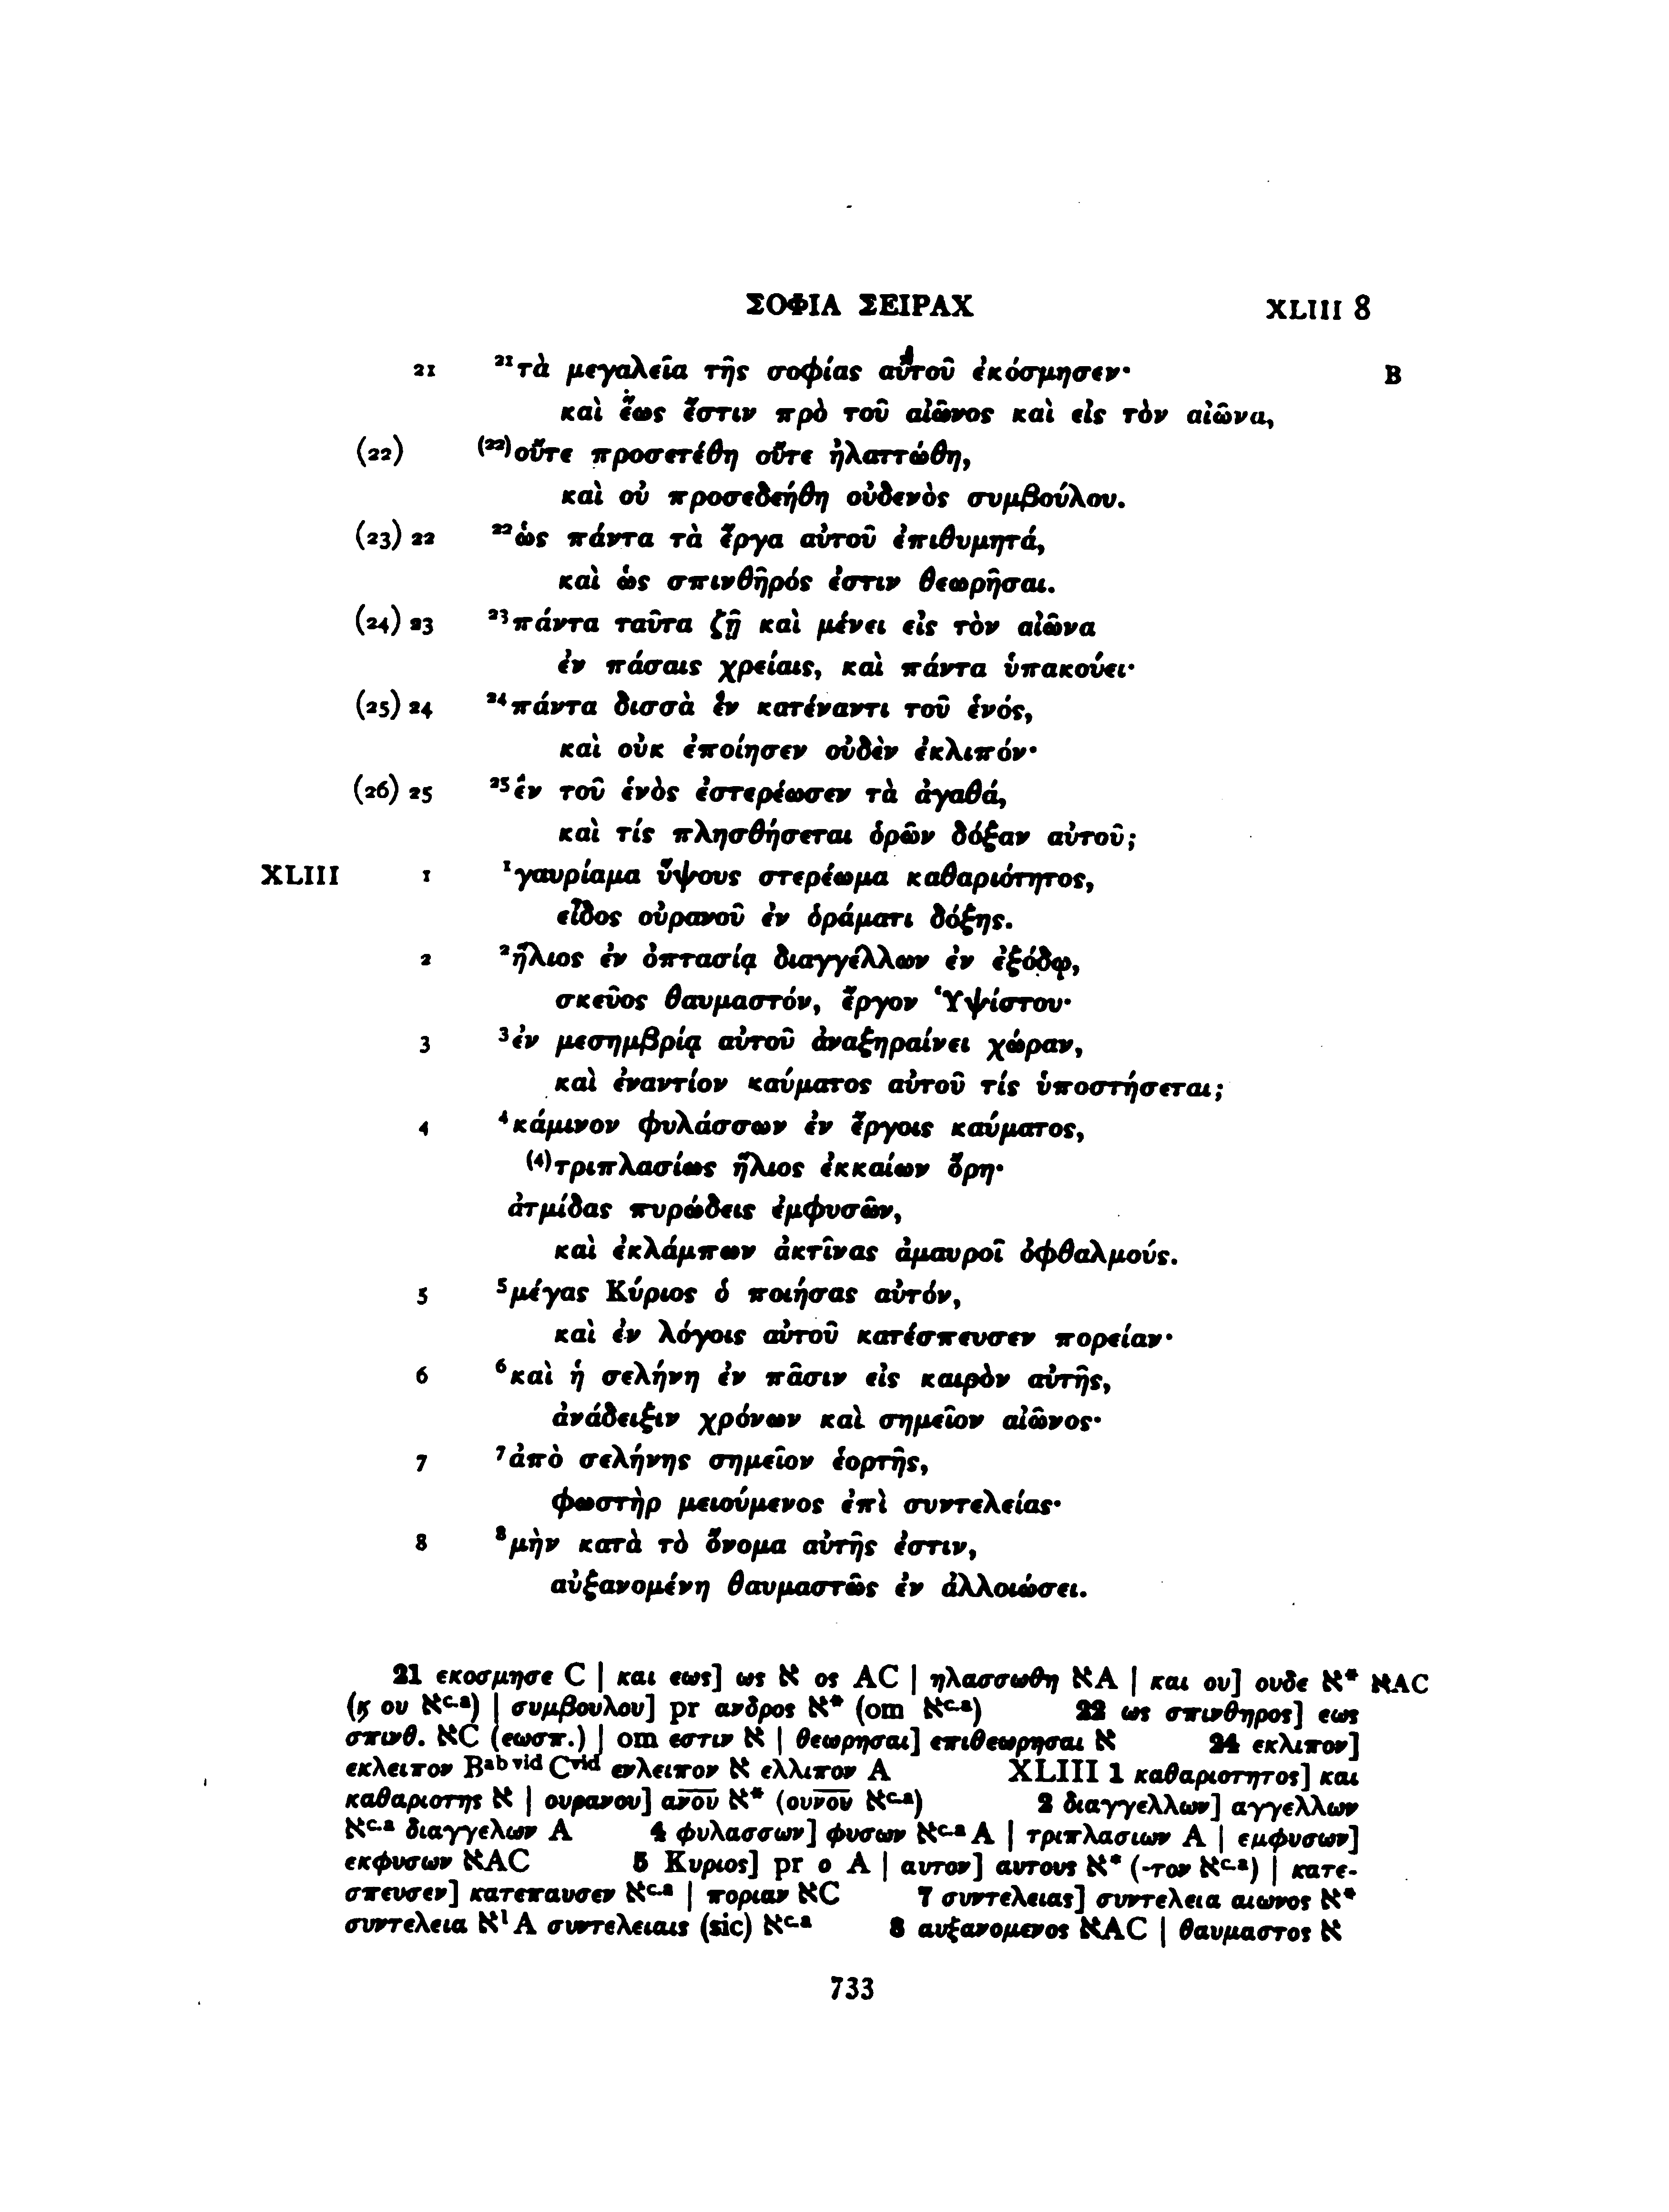 ΣΟΦΙΑ ΣΕΙΡΑΧ XLIII 8
21 ²¹τὰ μεγαλεῖα τῆς σοφίας αὐτοῦ ἐκόσμησεν· B
καὶ ἕως ἔστιν πρὸ τοῦ αἰῶνος καὶ εἰς τὸν αἰῶνα,
(22) ⁽²²⁾οὔτε προσετέθη οὔτε ἠλαττώθη,
καὶ οὐ προσεδεήθη οὐδενὸς συμβούλου.
(23) 22 ²²ὡς πάντα τὰ ἔργα αὐτοῦ ἐπιθυμητά,
καὶ ὡς σπινθῆρός ἐστιν θεωρῆσαι.
(24) 23 ²³πάντα ταῦτα ζῇ καὶ μένει εἰς τὸν αἰῶνα
ἐν πάσαις χρείαις, καὶ πάντα ὑπακούει·
(25) 24 ²⁴πάντα δισσὰ ἓν κατέναντι τοῦ ἑνός,
καὶ οὐκ ἐποίησεν οὐδὲν ἐκλιπόν·
(26) 25 ²⁵ἓν τοῦ ἑνὸς ἐστερέωσεν τὰ ἀγαθά,
καὶ τίς πλησθήσεται ὁρῶν δόξαν αὐτοῦ;
XLIII 1 ¹γαυρίαμα ὕψους στερέωμα καθαριότητος,
εἶδος οὐρανοῦ ἐν ὁράματι δόξης.
2 ²ἥλιος ἐν ὀπτασίᾳ διαγγέλλων ἐν ἐξόδῳ,
σκεῦος θαυμαστόν, ἔργον Ὑψίστου·
3 ³ἐν μεσημβρίᾳ αὐτοῦ ἀναξηραίνει χώραν,
καὶ ἐναντίον καύματος αὐτοῦ τίς ὑποστήσεται;
4 ⁴κάμινον φυλάσσων ἐν ἔργοις καύματος,
⁽⁴⁾τριπλασίως ἥλιος ἐκκαίων ὄρη·
ἀτμίδας πυρώδεις ἐμφυσῶν,
καὶ ἐκλάμπων ἀκτῖνας ἀμαυροῖ ὀφθαλμούς.
5 ⁵μέγας Κύριος ὁ ποιήσας αὐτόν,
καὶ ἐν λόγοις αὐτοῦ κατέσπευσεν πορείαν·
6 ⁶καὶ ἡ σελήνη ἐν πᾶσιν εἰς καιρὸν αὐτῆς,
ἀνάδειξιν χρόνων καὶ σημεῖον αἰῶνος·
7 ⁷ἀπὸ σελήνης σημεῖον ἑορτῆς,
φωστὴρ μειούμενος ἐπὶ συντελείας·
8 ⁸μὴν κατὰ τὸ ὄνομα αὐτῆς ἐστιν,
αὐξανομένη θαυμαστῶς ἐν ἀλλοιώσει.
21 εκοσμησε C | και εως] ως ℵ ος AC | ηλασσωθη ℵA | και ου] ουδε ℵ* ℵAC
(ϗ ου ℵᶜ·ᵃ) | συμβουλου] pr ανδρος ℵ* (om ℵᶜ·ᵃ) 22 ως σπινθηρος] εως
σπινθ. ℵC (εωσπ.) | om εστιν ℵ | θεωρησαι] επιθεωρησαι ℵ 24 εκλιπον]
εκλειπον Bᵃᵇ ᵛⁱᵈ Cᵛⁱᵈ ενλειπον ℵ ελλιπον A XLIII 1 καθαριοτητος] και
καθαριοτης ℵ | ουρανου] α̅ν̅ο̅υ̅ ℵ* (ου̅ν̅ο̅υ̅ ℵᶜ·ᵃ) 2 διαγγελλων] αγγελλων
ℵᶜ·ᵃ διαγγελων A 4 φυλασσων] φυσων ℵᶜ·ᵃ A | τριπλασιων A | εμφυσων]
εκφυσων ℵAC 5 Κυριος] pr ο A | αυτον] αυτους ℵ* (-τον ℵᶜ·ᵃ) | κατε-
σπευσεν] κατεπαυσεν ℵᶜ·ᵃ | ποριαν ℵC 7 συντελειας] συντελεια αιωνος ℵ*
συντελεια ℵ¹ A συντελειαις (sic) ℵᶜ·ᵃ 8 αυξανομενος ℵAC | θαυμαστος ℵ
733